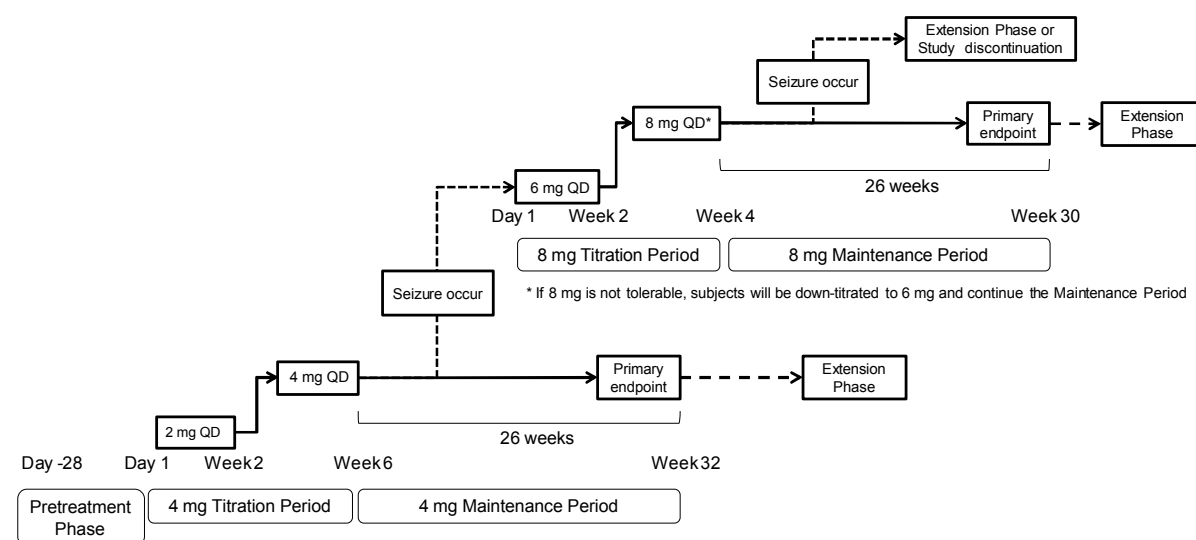 Extension Phase or
Study discontinuation
Seizure occur
8 mg QD*
Primary
endpoint
Extension
Phase
6 mg QD
26 weeks
Day 1
Week 2
Week 4
Week 30
8 mg Titration Period
8 mg Maintenance Period
Seizure occur
* If 8 mg is not tolerable, subjects will be down-titrated to 6 mg and continue the Maintenance Period
4 mg QD
Primary
endpoint
Extension
Phase
2 mg QD
26 weeks
Day -28
Day 1
Week 2
Week 6
Week 32
Pretreatment
Phase
4 mg Titration Period
4 mg Maintenance Period